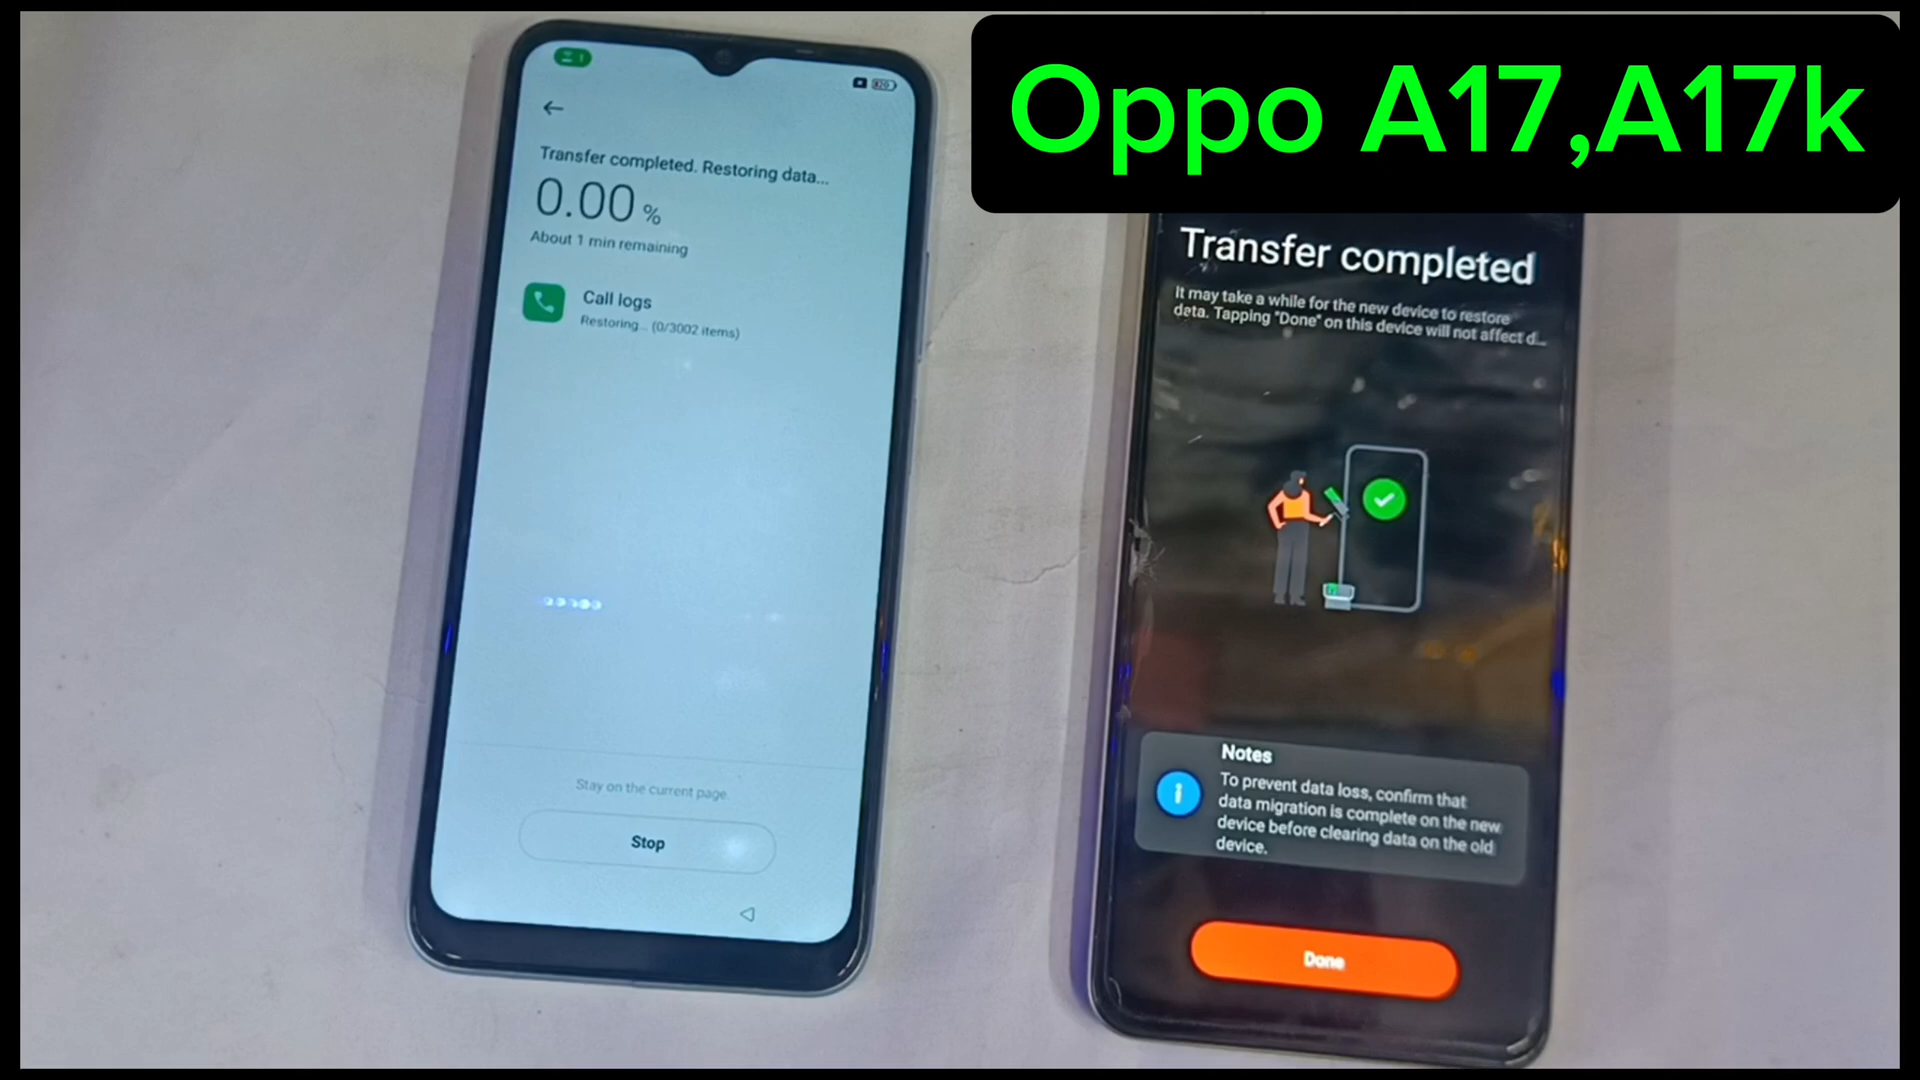 Oppo A17,A17k
Transfer completed. Restoring data...
0.00 %
About 1 min remaining
Call logs
Restoring... (0/3002 items)
Stay on the current page
Stop
Transfer completed
It may take a while for the new device to restore
data. Tapping "Done" on this device will not affect d...
Notes
To prevent data loss, confirm that
data migration is complete on the new
device before clearing data on the old
device.
Done